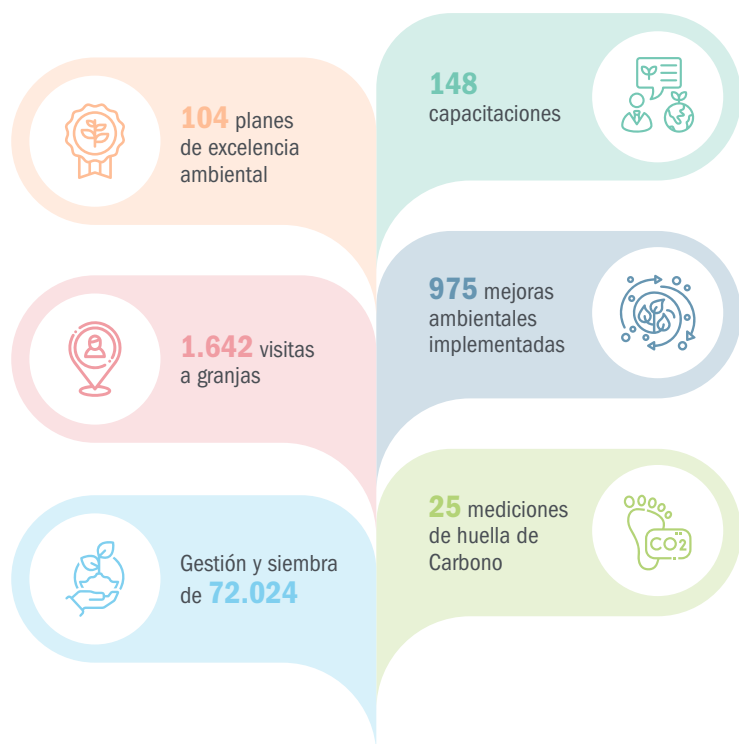 104 planes
de excelencia
ambiental
148
capacitaciones
1.642 visitas
a granjas
975 mejoras
ambientales
implementadas
Gestión y siembra
de 72.024
25 mediciones
de huella de
Carbono
CO2